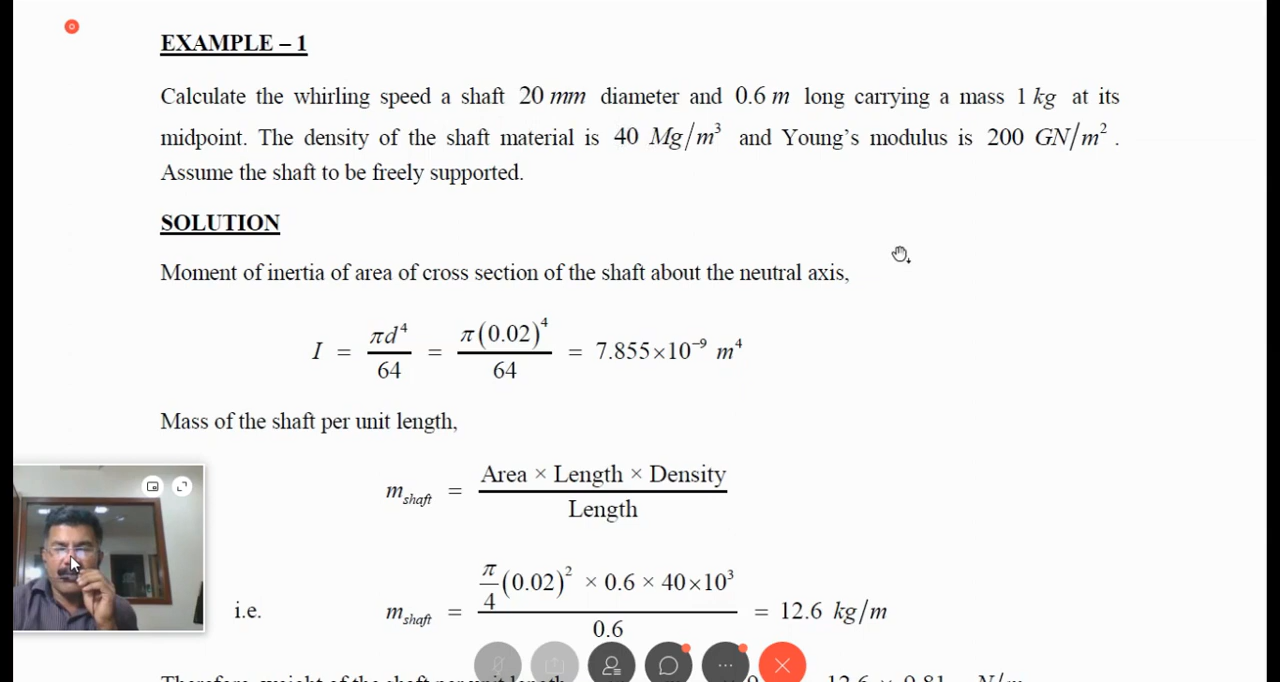 EXAMPLE – 1
Calculate the whirling speed a shaft 20 mm diameter and 0.6 m long carrying a mass 1 kg at its
midpoint. The density of the shaft material is 40 Mg/m³ and Young's modulus is 200 GN/m² .
Assume the shaft to be freely supported.
SOLUTION
Moment of inertia of area of cross section of the shaft about the neutral axis,
I = πd⁴/64 = π(0.02)⁴/64 = 7.855×10⁻⁹ m⁴
Mass of the shaft per unit length,
m_shaft = Area × Length × Density / Length
i.e. m_shaft = π/4 (0.02)² × 0.6 × 40×10³ / 0.6 = 12.6 kg/m